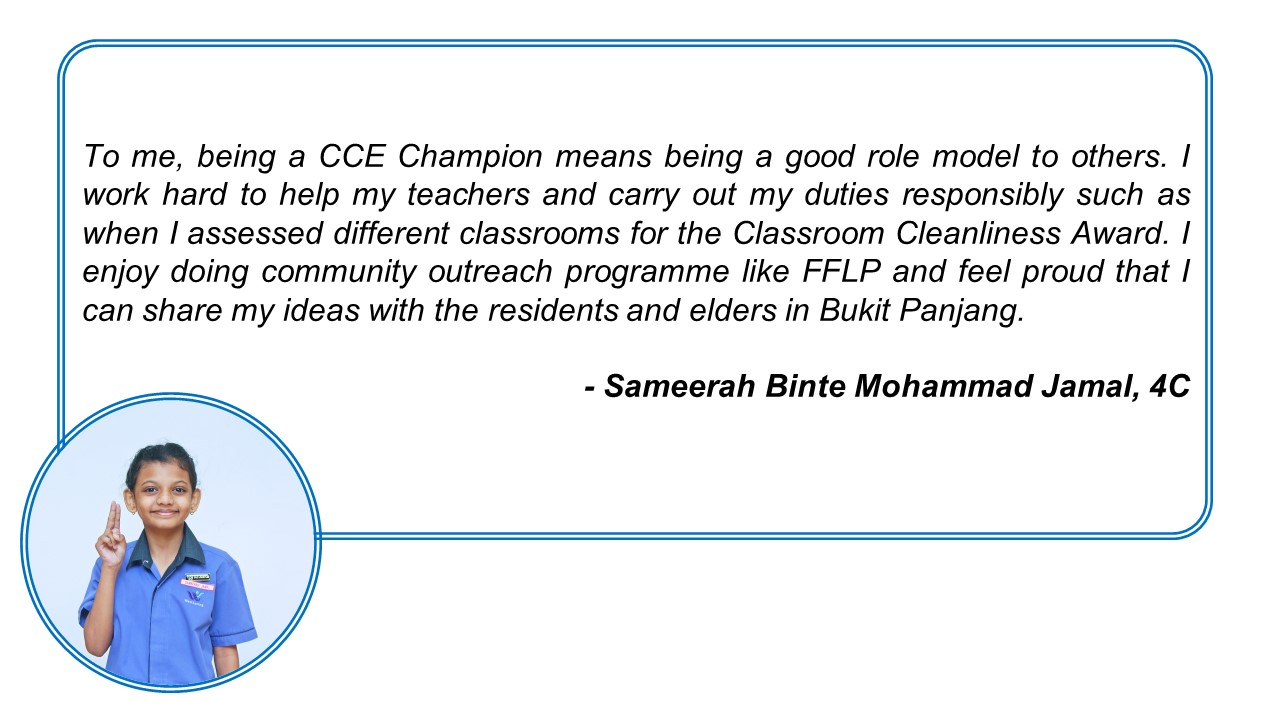 To me, being a CCE Champion means being a good role model to others. I
work hard to help my teachers and carry out my duties responsibly such as
when I assessed different classrooms for the Classroom Cleanliness Award. I
enjoy doing community outreach programme like FFLP and feel proud that I
can share my ideas with the residents and elders in Bukit Panjang.
- Sameerah Binte Mohammad Jamal, 4C